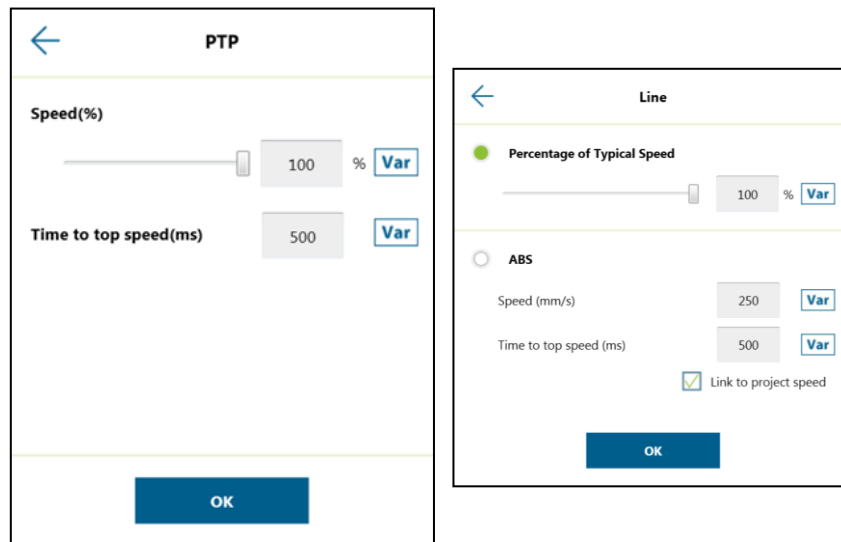 PTP
Speed(%)
100 % Var
Time to top speed(ms) 500 Var
OK
Line
Percentage of Typical Speed
100 % Var
ABS
Speed (mm/s) 250 Var
Time to top speed (ms) 500 Var
Link to project speed
OK